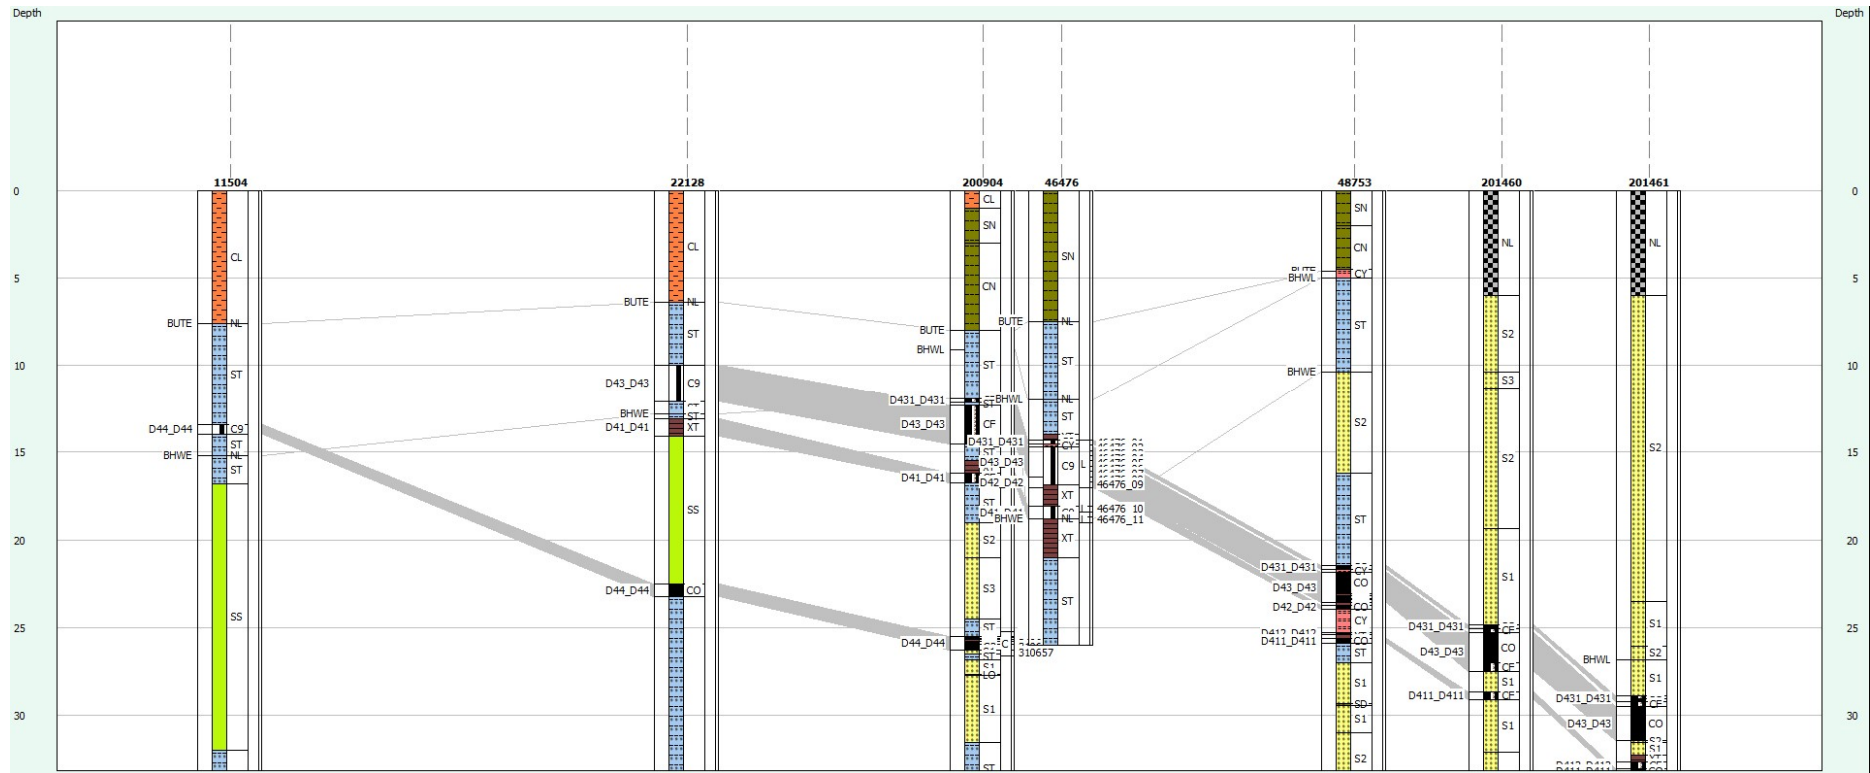 Depth Depth
11504 22128 200904 46476 48753 201460 201461
0 0
CL
SN
SN
CL
CL
SN
CN
NL
NL
CN
5 CY 5
BHWL
BUTE NL
ST
BUTE NL
BUTE
BUTE NL
ST
S2
ST
BHWL
ST
ST
ST
10 BHWE S3 10
D43_D43 C9
D431_D431
BHWL NL
BHWE ST
D41_D41 XT
D43_D43 CF
ST
S2
D44_D44 C9
ST
D431_D431 CY
15 S2 S2 15
BHWE NL
ST
D43_D43
C9 L
D41_D41
D42_D42
46476_09
XT
ST
46476_10
BHWE NL 46476_11
SS
ST
20 S2 XT 20
S1
D431_D431 CY
CO
D44_D44 CO
S3
D43_D43
ST
D42_D42 CO
SS
CY
S1
25 ST D431_D431 CF 25
D411_D411 CO
D44_D44
310657
ST
D43_D43 CO
S2
BHWL
CF
S1
S1
S1
S1
D411_D411 CF
D431_D431 CF
SD
S1
30 S1 S1 D43_D43 CO 30
S2
S1
S2
ST